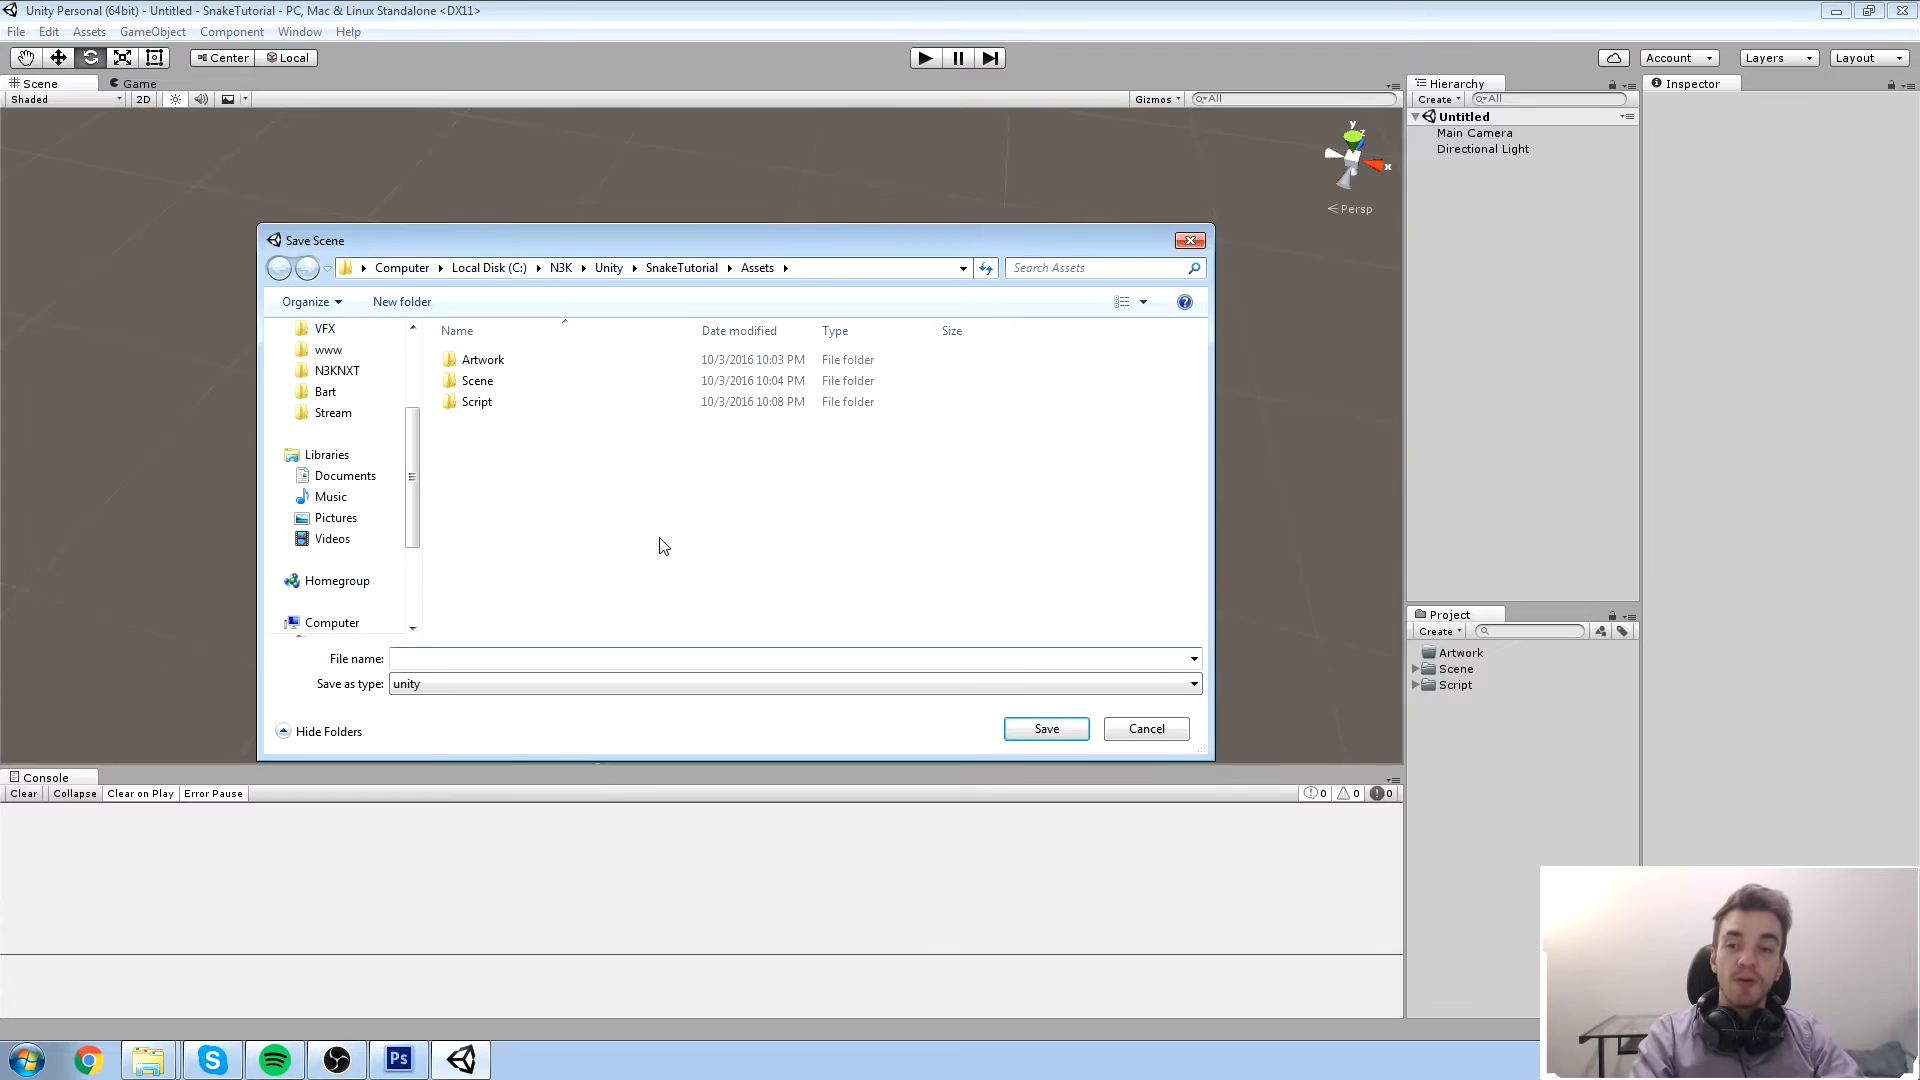 Unity Personal (64bit) - Untitled - SnakeTutorial - PC, Mac & Linux Standalone <DX11>
File Edit Assets GameObject Component Window Help
Center Local
Account Layers Layout
Scene Game
Hierarchy
Inspector
Shaded 2D
Gizmos All
Create All
Untitled
Main Camera
Directional Light
y
z
x
Persp
Save Scene
Computer Local Disk (C:) N3K Unity SnakeTutorial Assets
Search Assets
Organize New folder
Name Date modified Type Size
VFX
www
N3KNXT
Bart
Stream
Libraries
Documents
Music
Pictures
Videos
Homegroup
Computer
Artwork 10/3/2016 10:03 PM File folder
Scene 10/3/2016 10:04 PM File folder
Script 10/3/2016 10:08 PM File folder
File name:
Save as type: unity
Hide Folders
Save Cancel
Project
Create
Artwork
Scene
Script
Console
Clear Collapse Clear on Play Error Pause
0 0 0
Ps